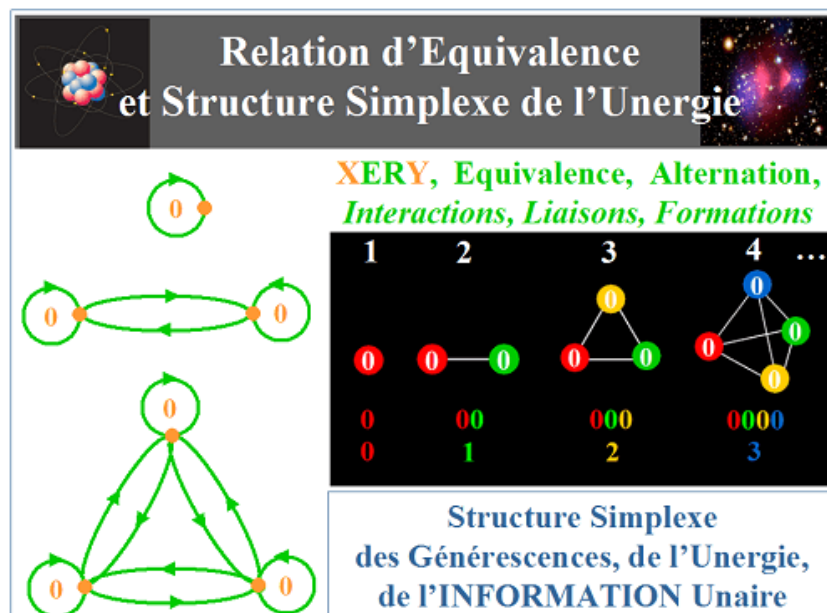 Relation d'Equivalence
et Structure Simplexe de l'Unergie
0
0 0
0
0 0
XERY, Equivalence, Alternation,
Interactions, Liaisons, Formations
1 2 3 4 ...
0
0 0
0
0 0
0
0
0
0
0 00 000 0000
0 1 2 3
Structure Simplexe
des Générescences, de l'Unergie,
de l'INFORMATION Unaire